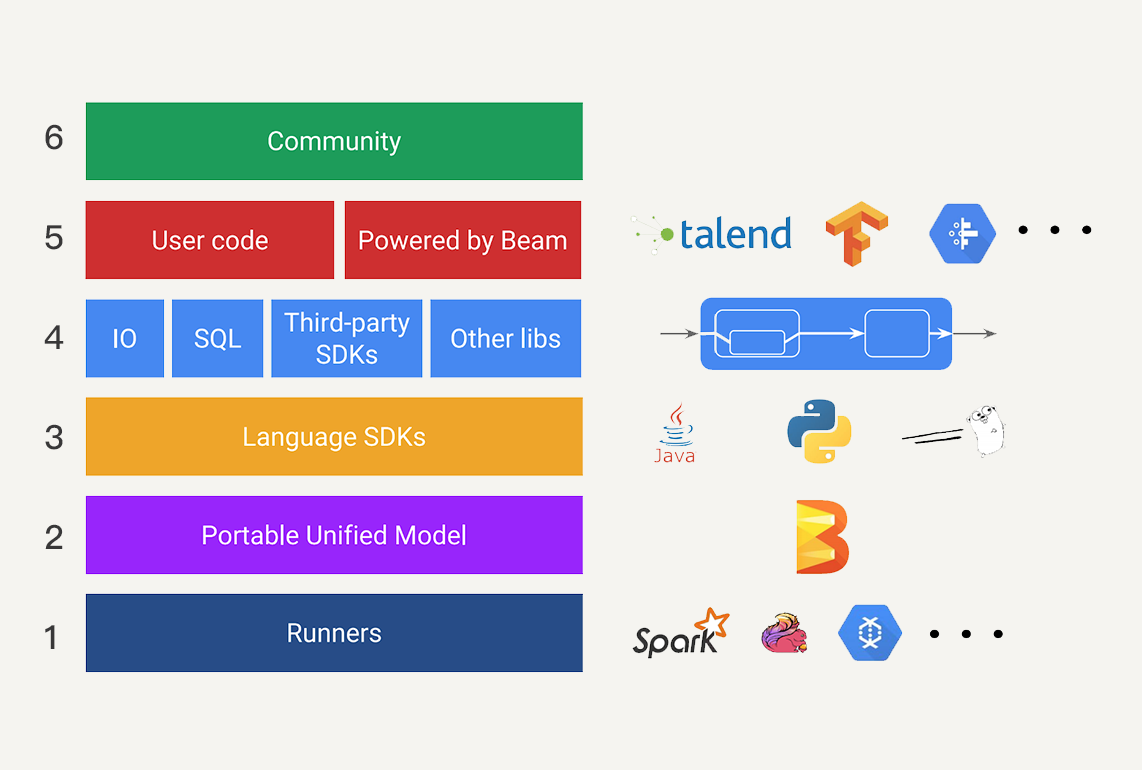 6
Community
5
User code
Powered by Beam
talend
4
IO
SQL
Third-party
SDKs
Other libs
3
Language SDKs
Java
2
Portable Unified Model
1
Runners
Spark